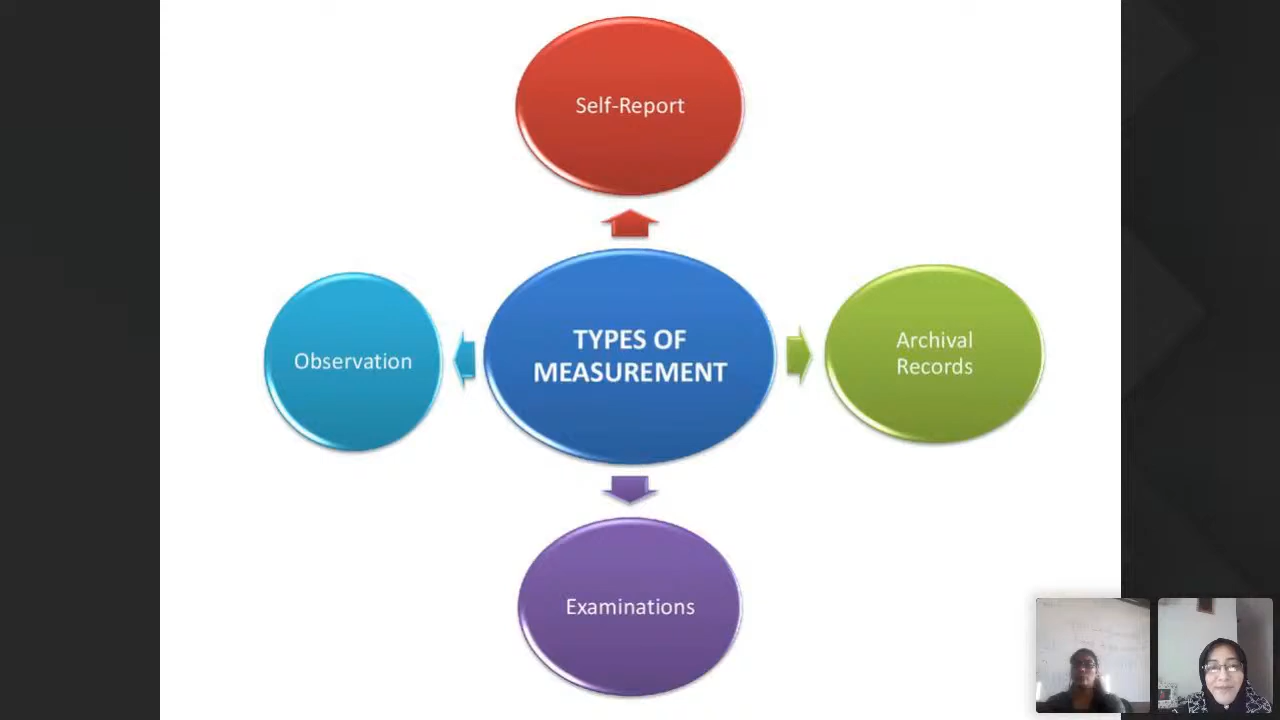 Self-Report
TYPES OF
MEASUREMENT
Observation
Archival
Records
Examinations